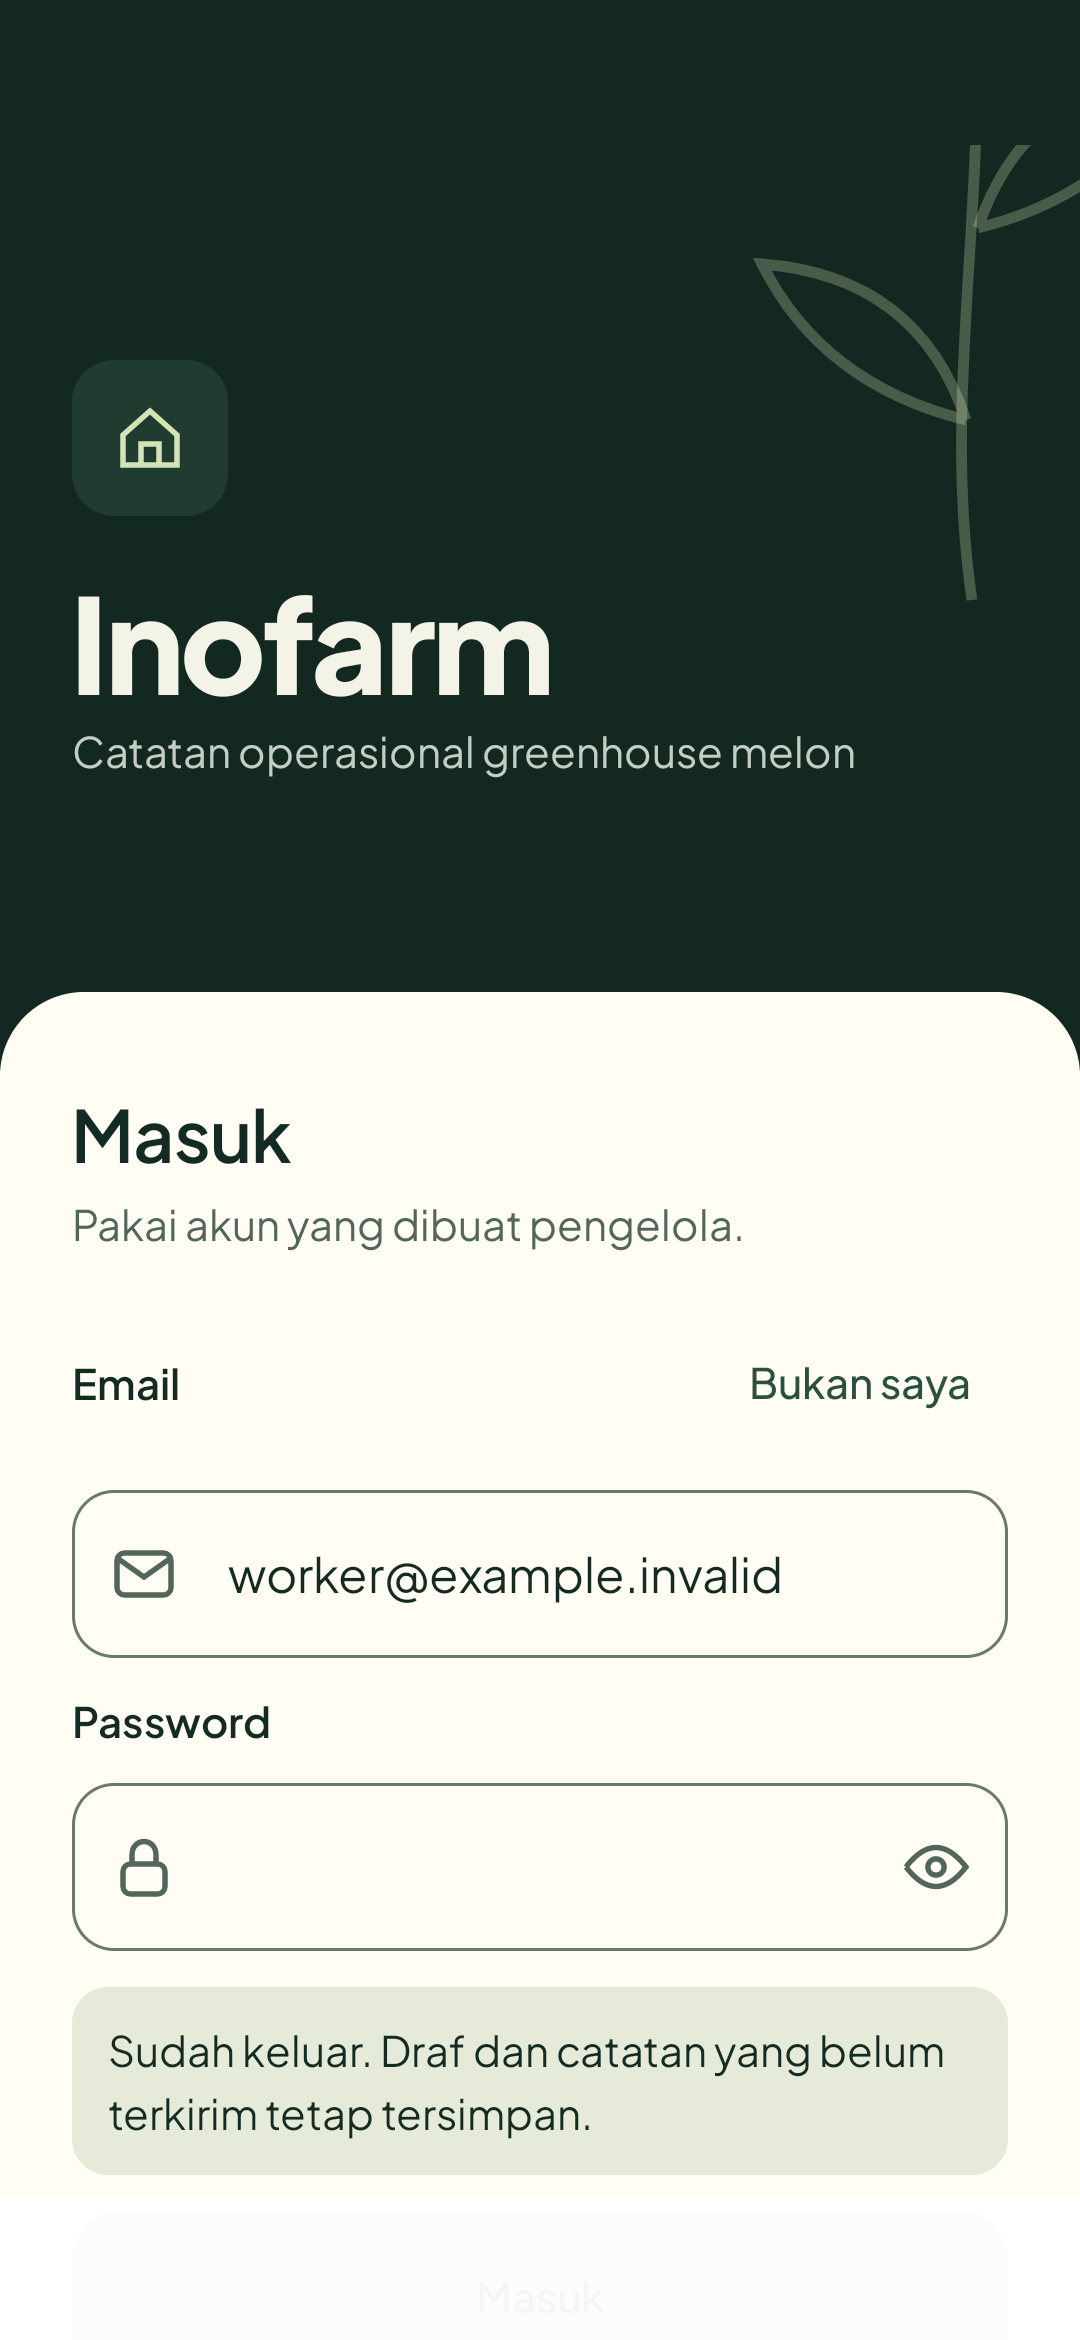 Inofarm
Catatan operasional greenhouse melon
Masuk
Pakai akun yang dibuat pengelola.
Email
Bukan saya
worker@example.invalid
Password
Sudah keluar. Draf dan catatan yang belum
terkirim tetap tersimpan.
Masuk